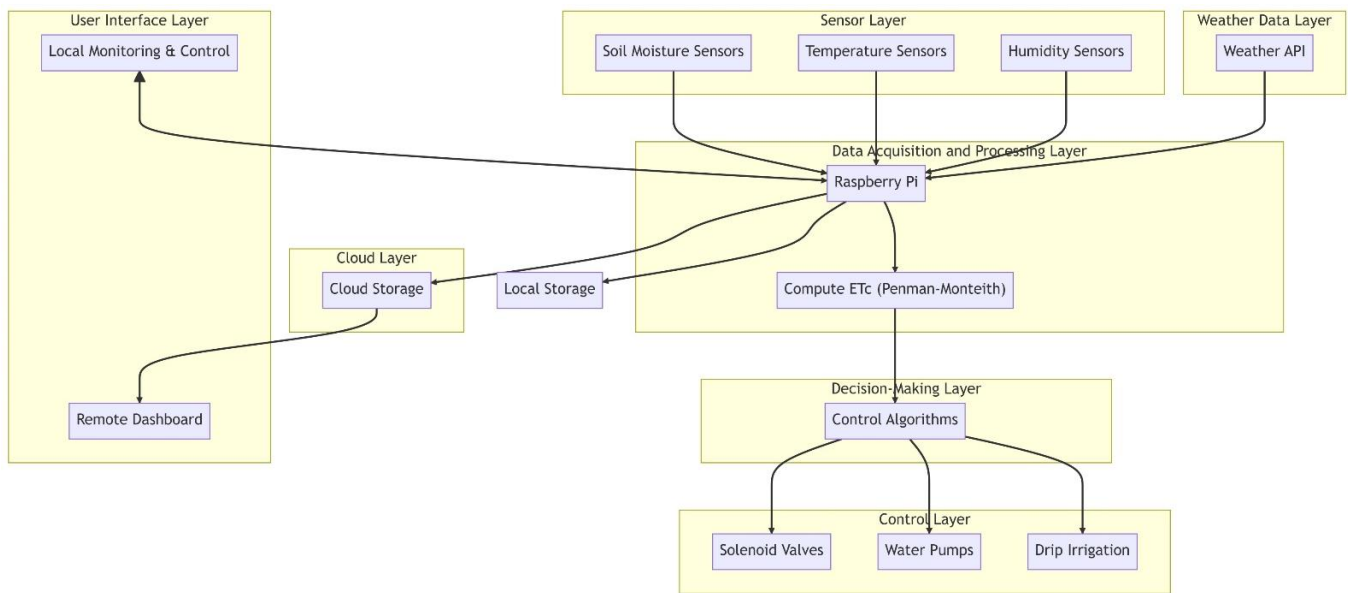 User Interface Layer
Local Monitoring & Control
Sensor Layer
Soil Moisture Sensors
Temperature Sensors
Humidity Sensors
Weather Data Layer
Weather API
Data Acquisition and Processing Layer
Raspberry Pi
Cloud Layer
Cloud Storage
Local Storage
Compute ETc (Penman-Monteith)
Remote Dashboard
Decision-Making Layer
Control Algorithms
Control Layer
Solenoid Valves
Water Pumps
Drip Irrigation